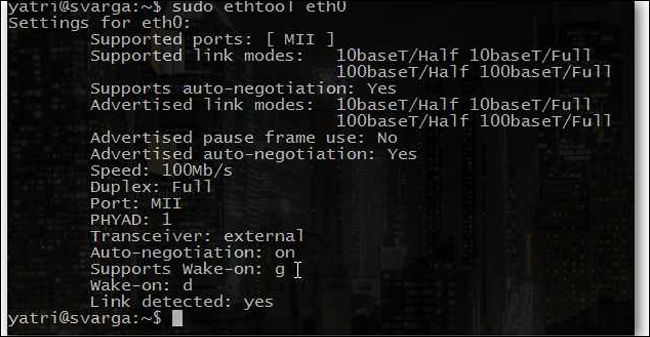 yatri@svarga:~$ sudo ethtool eth0
Settings for eth0:
Supported ports: [ MII ]
Supported link modes: 10baseT/Half 10baseT/Full
100baseT/Half 100baseT/Full
Supports auto-negotiation: Yes
Advertised link modes: 10baseT/Half 10baseT/Full
100baseT/Half 100baseT/Full
Advertised pause frame use: No
Advertised auto-negotiation: Yes
Speed: 100Mb/s
Duplex: Full
Port: MII
PHYAD: 1
Transceiver: external
Auto-negotiation: on
Supports Wake-on: g
Wake-on: d
Link detected: yes
yatri@svarga:~$